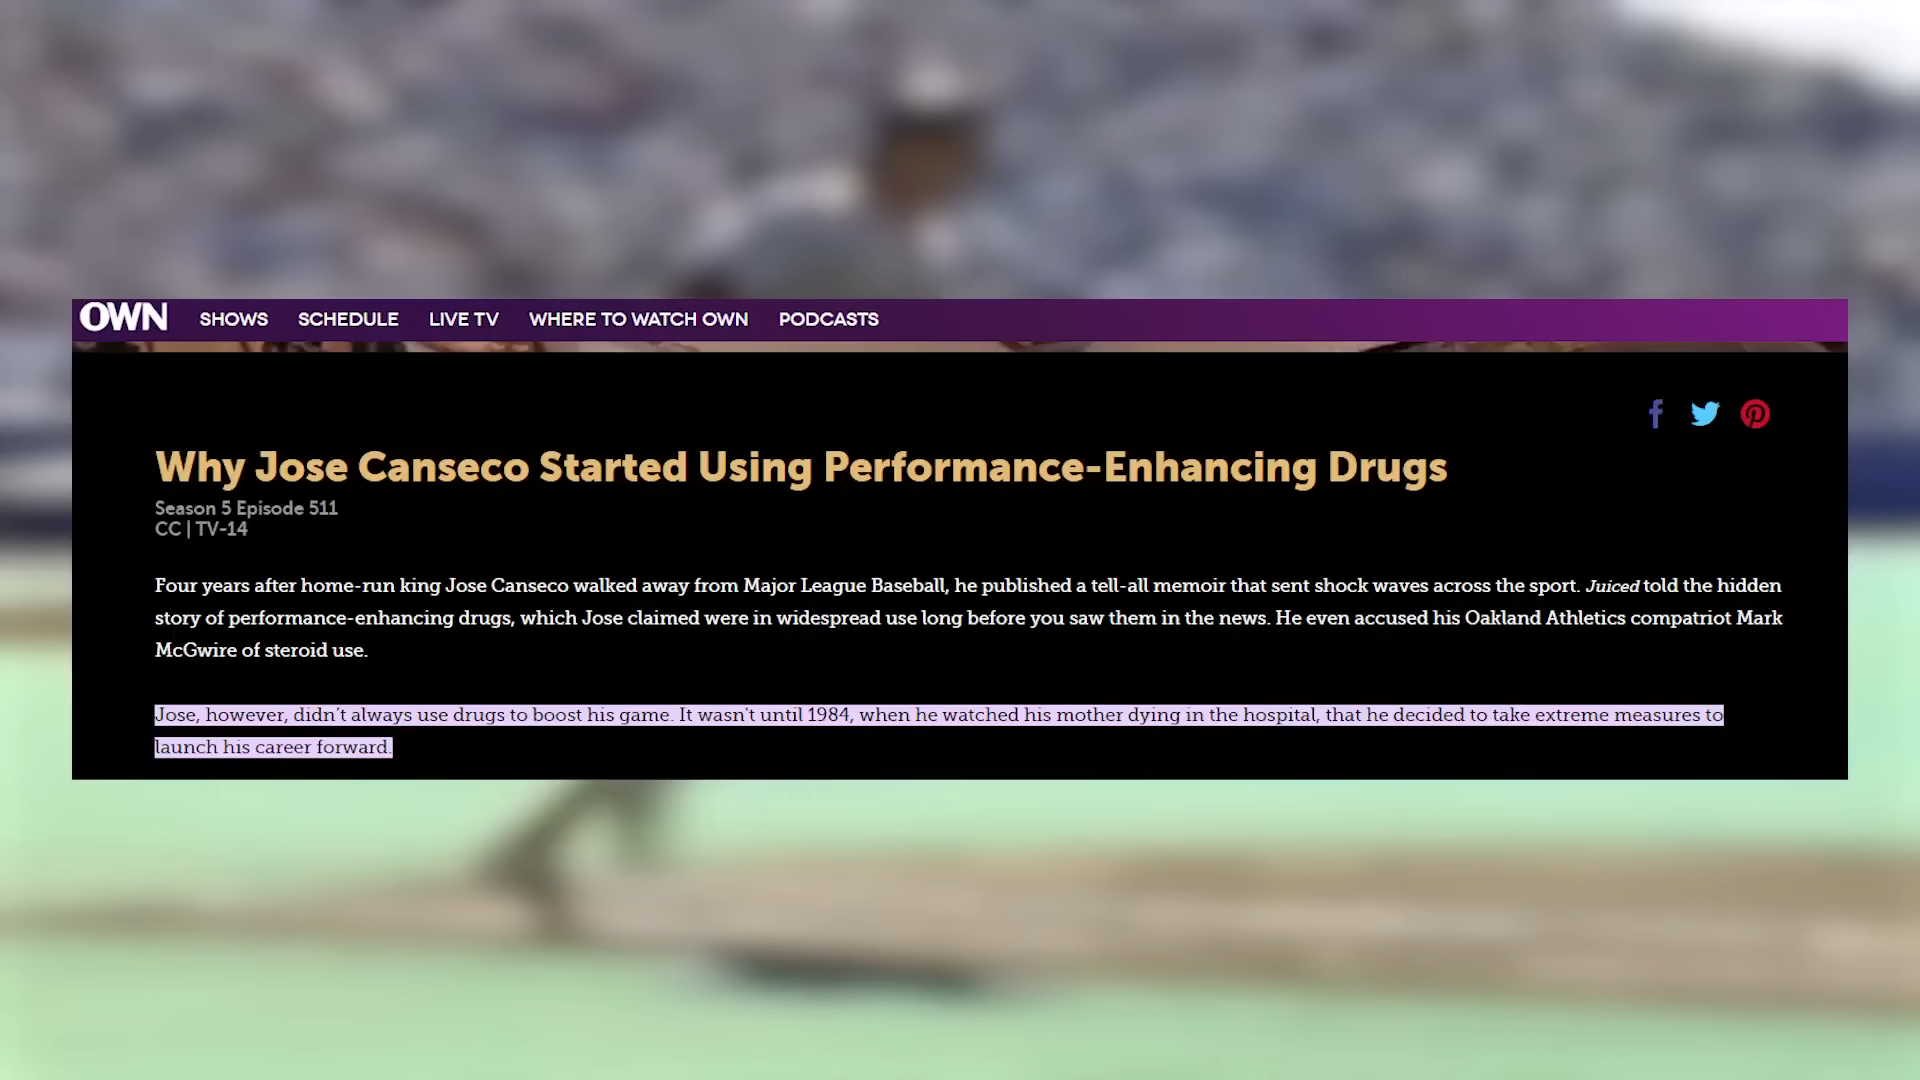 OWN SHOWS SCHEDULE LIVE TV WHERE TO WATCH OWN PODCASTS
Why Jose Canseco Started Using Performance-Enhancing Drugs
Season 5 Episode 511
CC | TV-14
Four years after home-run king Jose Canseco walked away from Major League Baseball, he published a tell-all memoir that sent shock waves across the sport. Juiced told the hidden
story of performance-enhancing drugs, which Jose claimed were in widespread use long before you saw them in the news. He even accused his Oakland Athletics compatriot Mark
McGwire of steroid use.
Jose, however, didn't always use drugs to boost his game. It wasn't until 1984, when he watched his mother dying in the hospital, that he decided to take extreme measures to
launch his career forward.